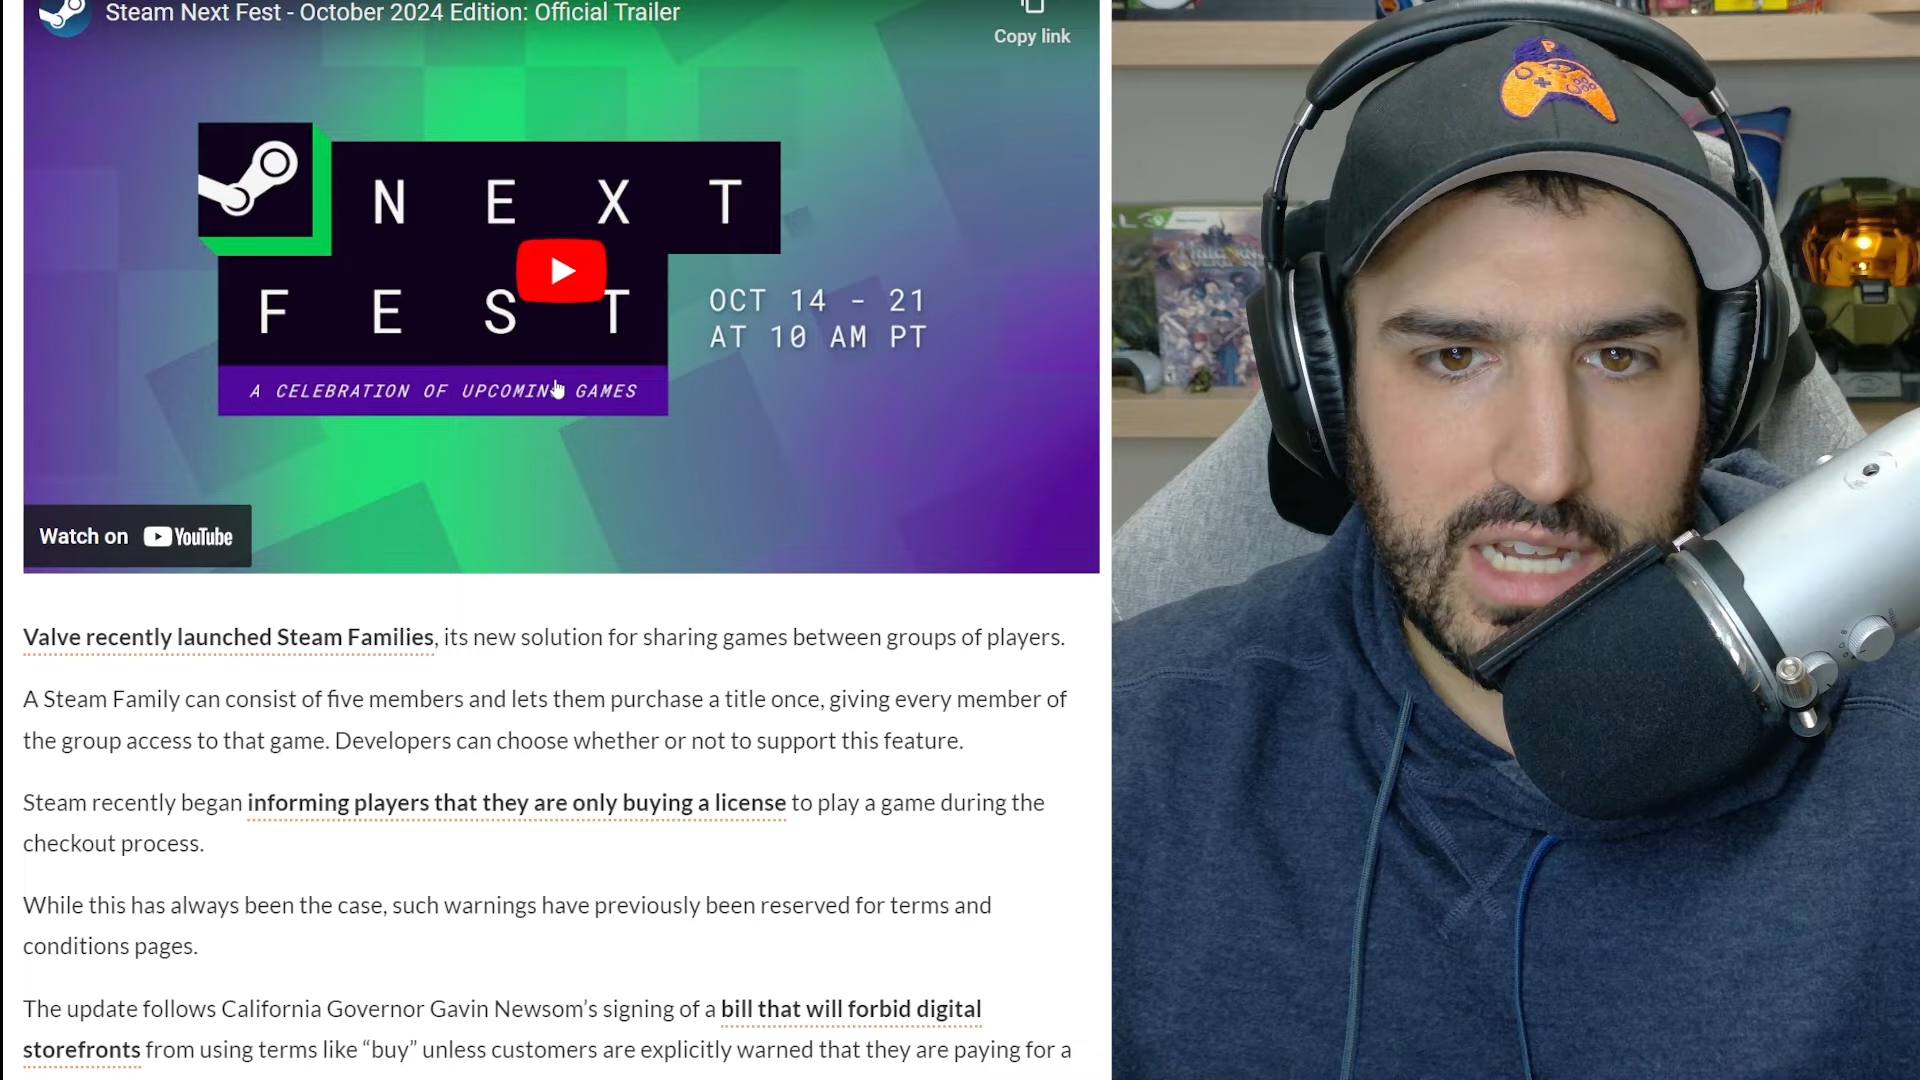 Steam Next Fest - October 2024 Edition: Official Trailer
Copy link
NEXT
FEST
OCT 14 - 21
AT 10 AM PT
A CELEBRATION OF UPCOMING GAMES
Watch on YouTube
Valve recently launched Steam Families, its new solution for sharing games between groups of players.
A Steam Family can consist of five members and lets them purchase a title once, giving every member of
the group access to that game. Developers can choose whether or not to support this feature.
Steam recently began informing players that they are only buying a license to play a game during the
checkout process.
While this has always been the case, such warnings have previously been reserved for terms and
conditions pages.
The update follows California Governor Gavin Newsom’s signing of a bill that will forbid digital
storefronts from using terms like “buy” unless customers are explicitly warned that they are paying for a
P